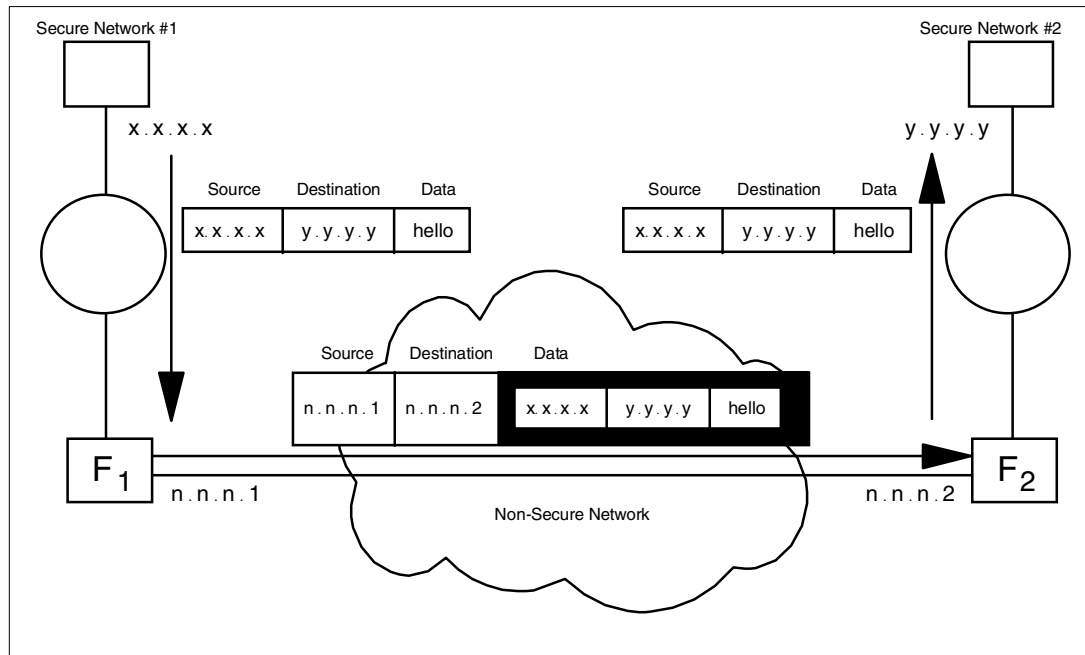 Secure Network #1
Secure Network #2
x . x . x . x
y . y . y . y
Source Destination Data
x. x. x. x y . y . y . y hello
Source Destination Data
x. x. x. x y . y . y . y hello
Source Destination Data
n . n . n . 1 n . n . n . 2 x. x. x. x y . y . y . y hello
F1
F2
n . n . n . 1
n . n . n . 2
Non-Secure Network